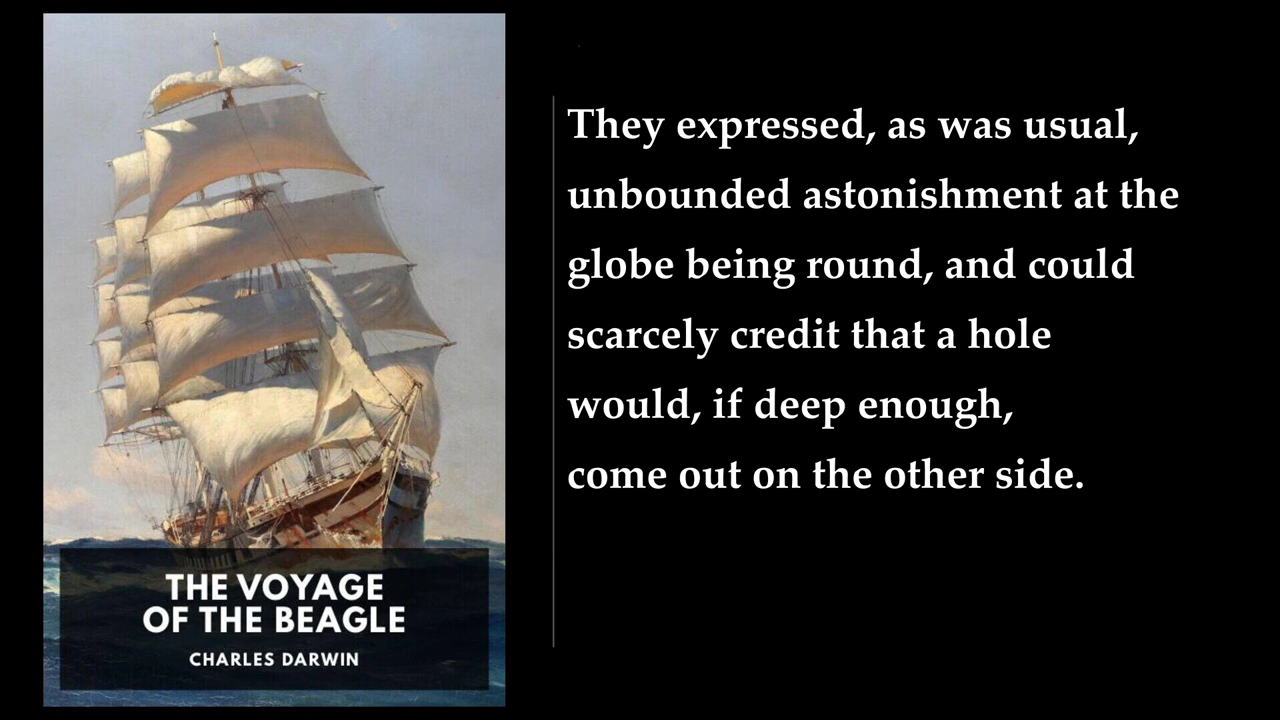 THE VOYAGE
OF THE BEAGLE
CHARLES DARWIN
They expressed, as was usual,
unbounded astonishment at the
globe being round, and could
scarcely credit that a hole
would, if deep enough,
come out on the other side.